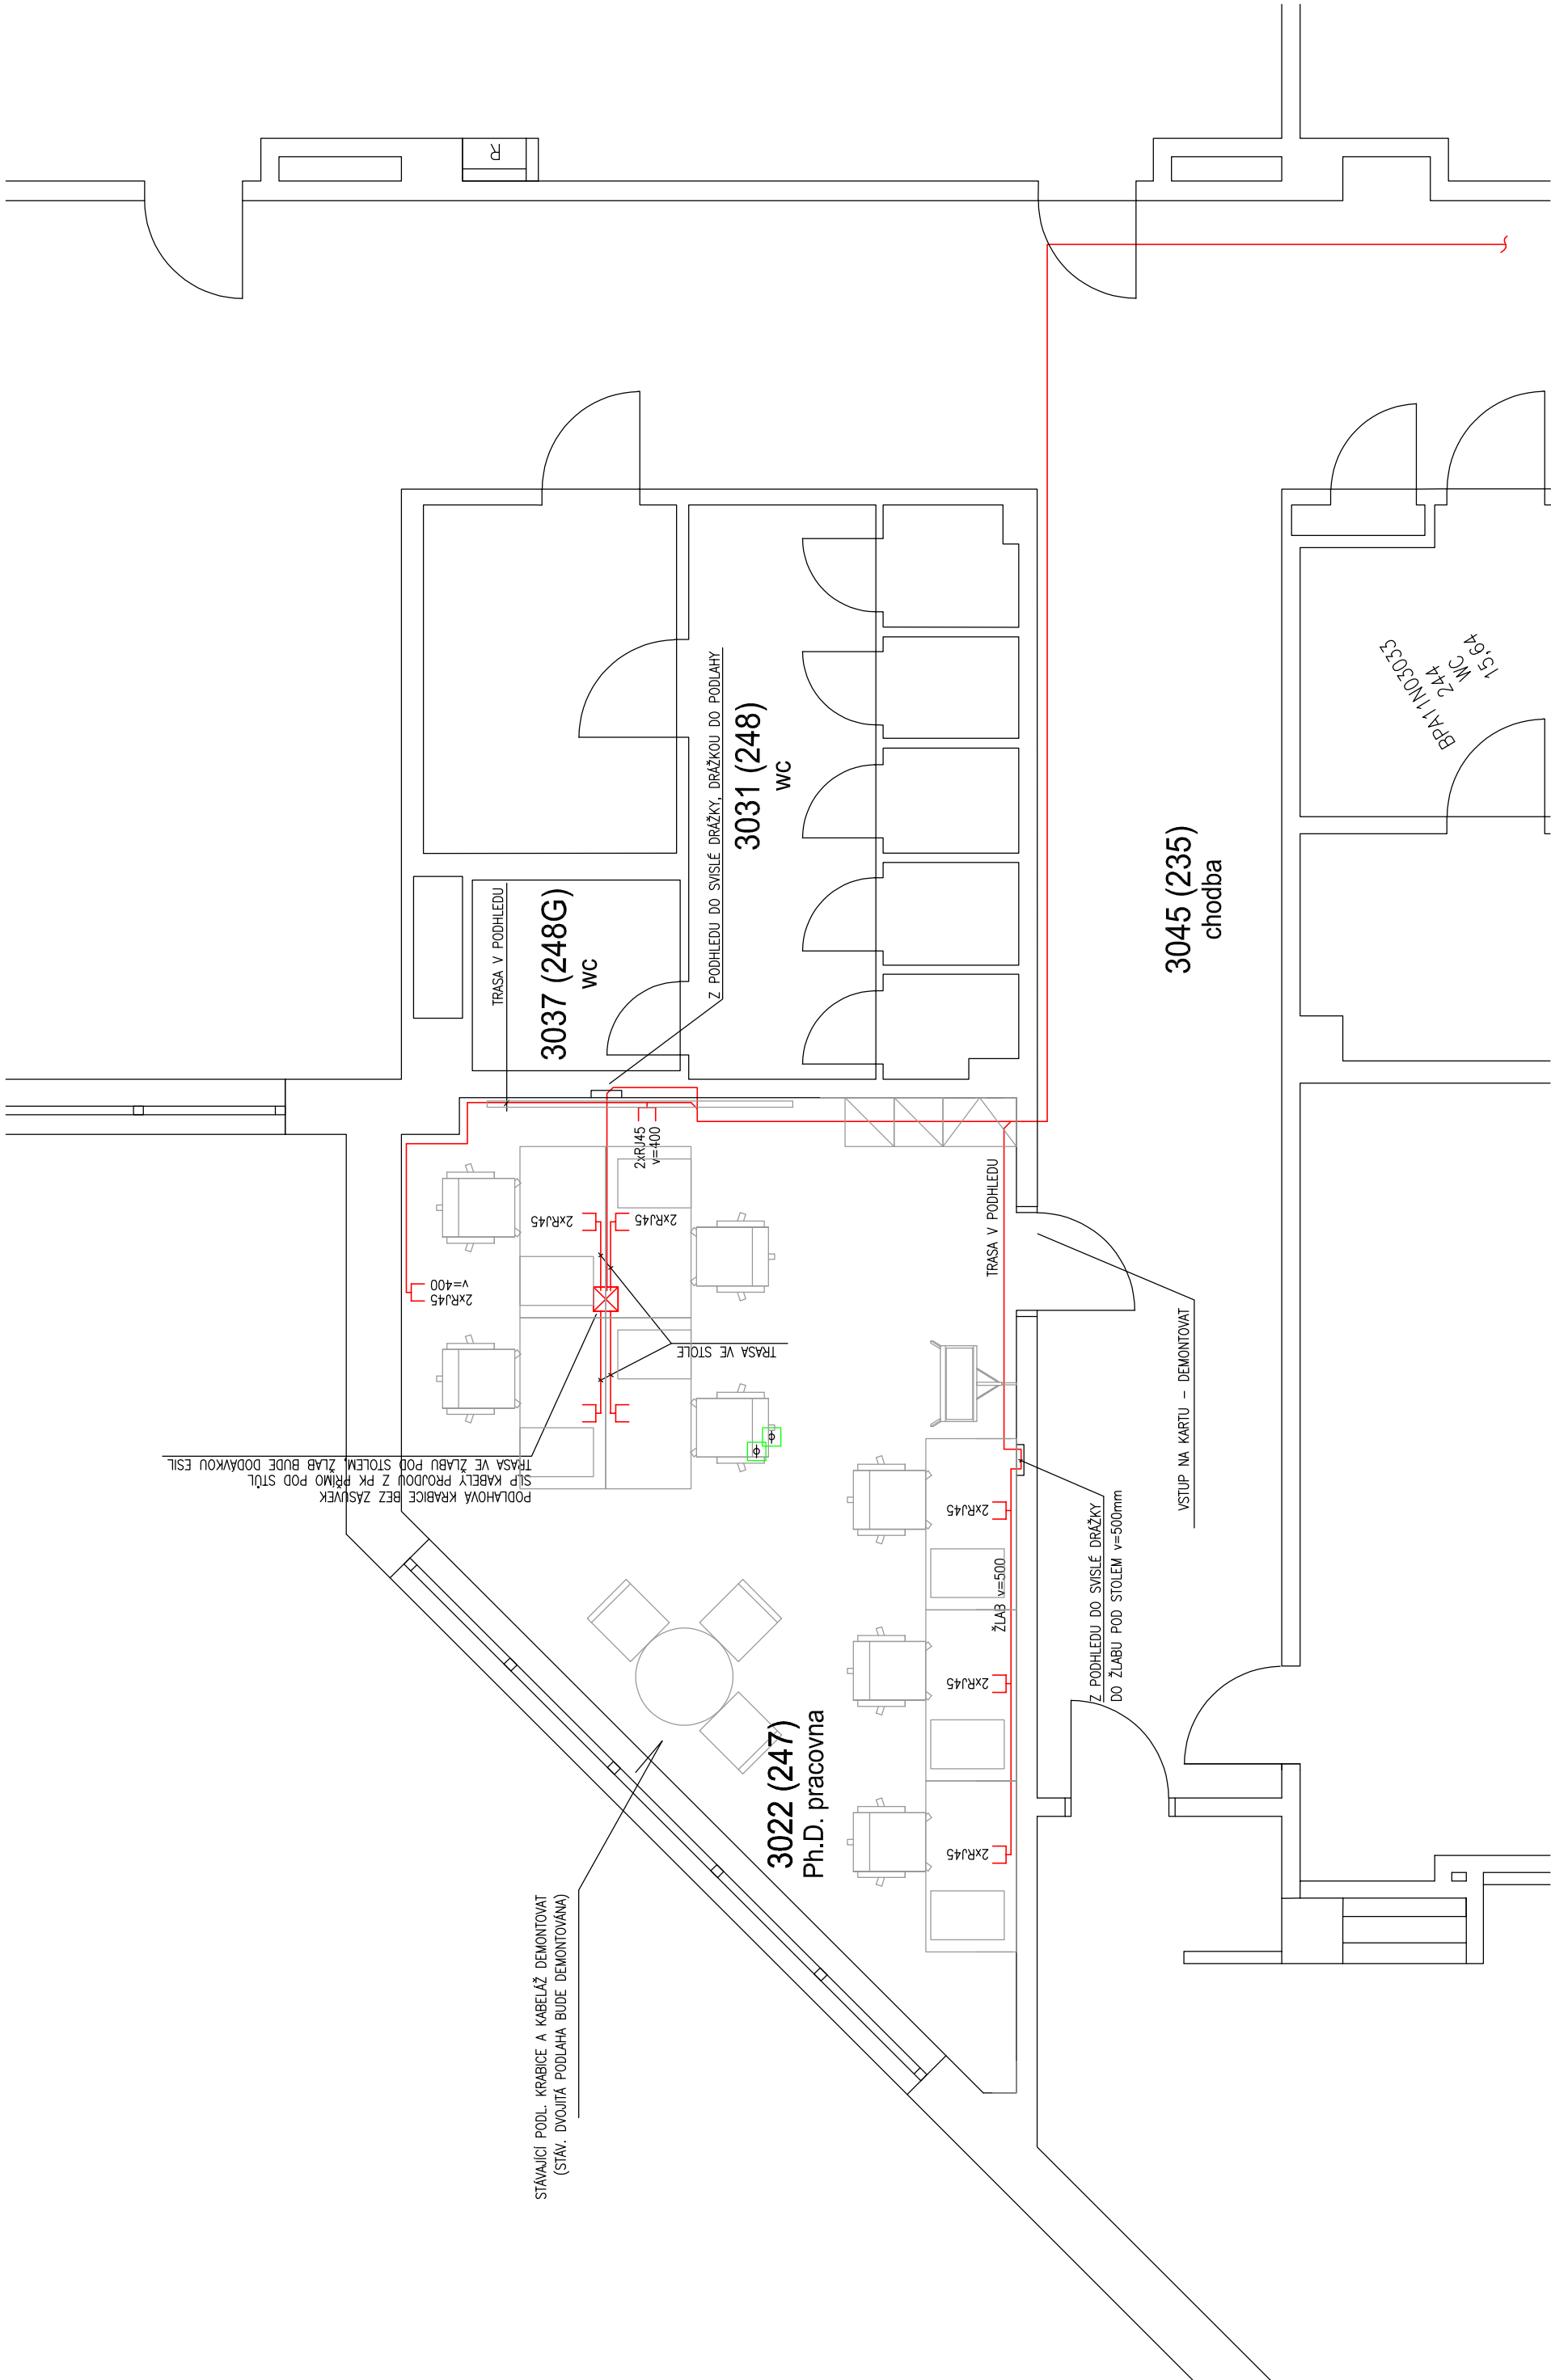 R
BPA11N03033
244
WC
15,64
Z PODHLEDU DO SVISLÉ DRÁŽKY, DRÁŽKOU DO PODLAHY
3031 (248)
WC
TRASA V PODHLEDU
3037 (248G)
WC
3045 (235)
chodba
2xRJ45
v=400
2xRJ45
2xRJ45
2xRJ45
v=400
TRASA V PODHLEDU
TRASA VE STOLE
VSTUP NA KARTU – DEMONTOVAT
PODLAHOVÁ KRABICE BEZ ZÁSUVEK
SLP KABELY PROJDOU Z PK PŘÍMO POD STŮL
TRASA VE ŽLABU POD STOLEM, ŽLAB BUDE DODÁVKOU ESIL
2xRJ45
ŽLAB v=500
Z PODHLEDU DO SVISLÉ DRÁŽKY
DO ŽLABU POD STOLEM v=500mm
2xRJ45
3022 (247)
Ph.D. pracovna
2xRJ45
STÁVAJÍCÍ PODL. KRABICE A KABELÁŽ DEMONTOVAT
(STÁV. DVOJITÁ PODLAHA BUDE DEMONTOVÁNA)